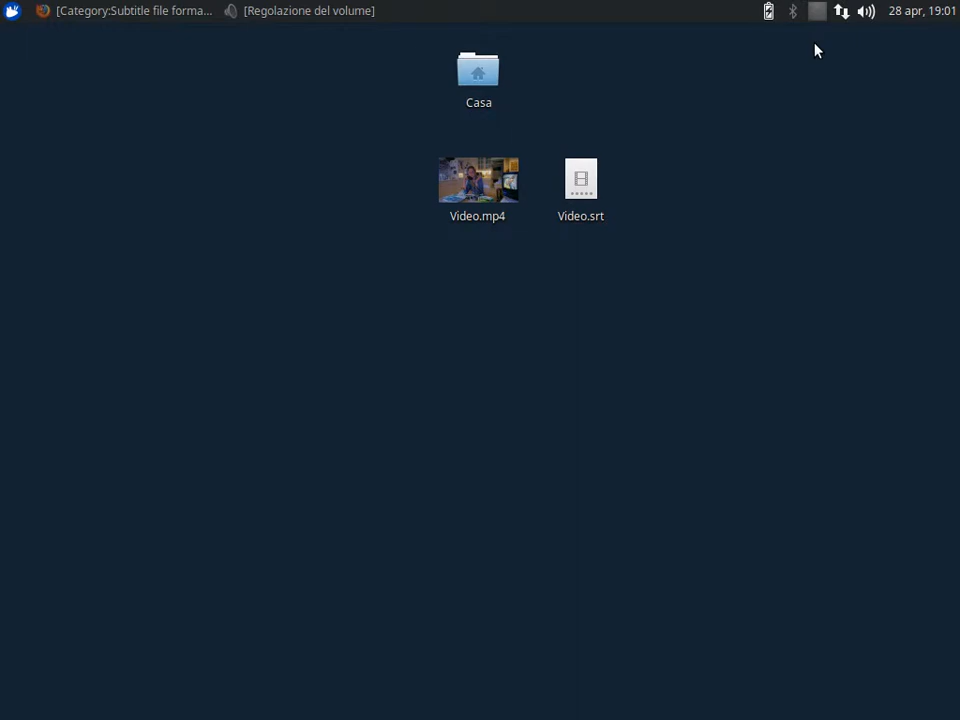 [Category:Subtitle file forma...
[Regolazione del volume]
28 apr, 19:01
Casa
Video.mp4
Video.srt